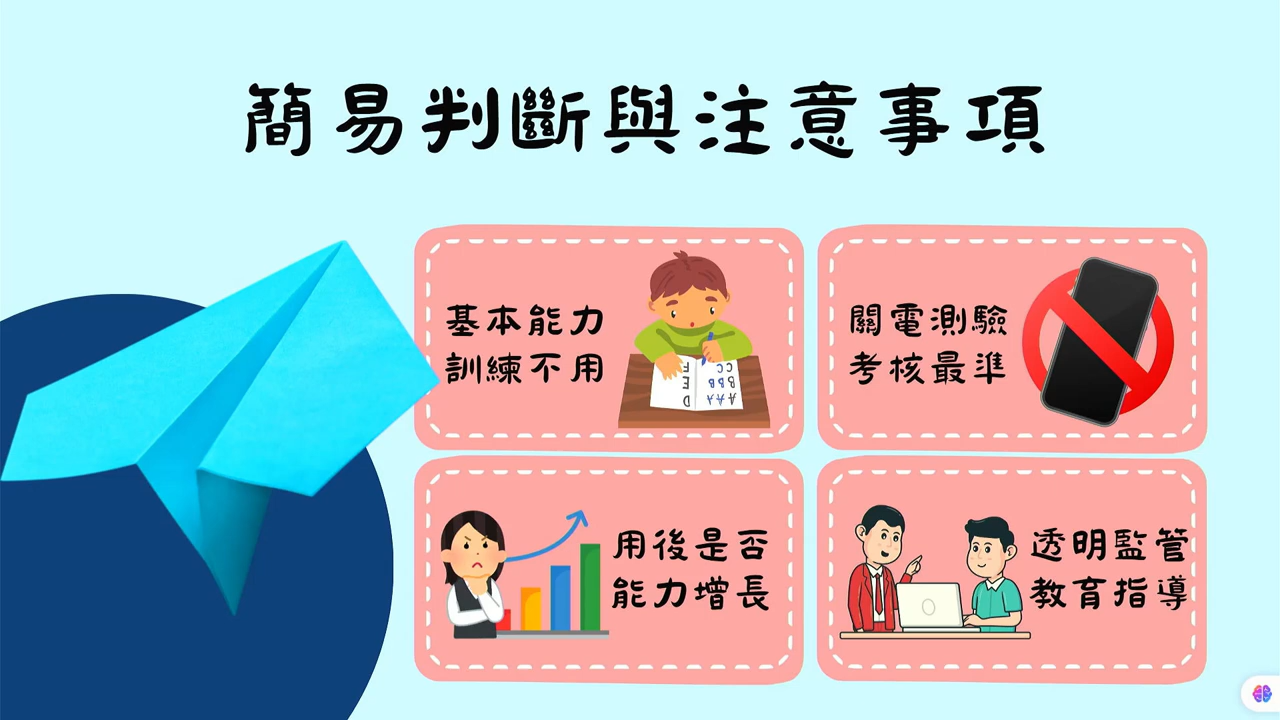 簡易判斷與注意事項
基本能力
訓練不用
關電測驗
考核最準
用後是否
能力增長
透明監管
教育指導